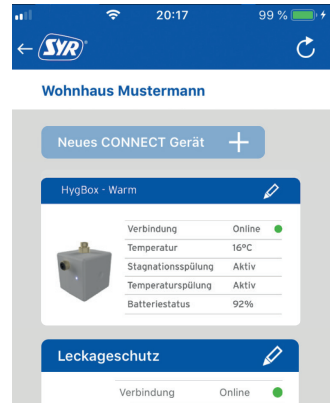 20:17 99 %
SYR
Wohnhaus Mustermann
Neues CONNECT Gerät
HygBox - Warm
Verbindung Online
Temperatur 16ºC
Stagnationsspülung Aktiv
Temperaturspülung Aktiv
Batteriestatus 92%
Leckageschutz
Verbindung Online